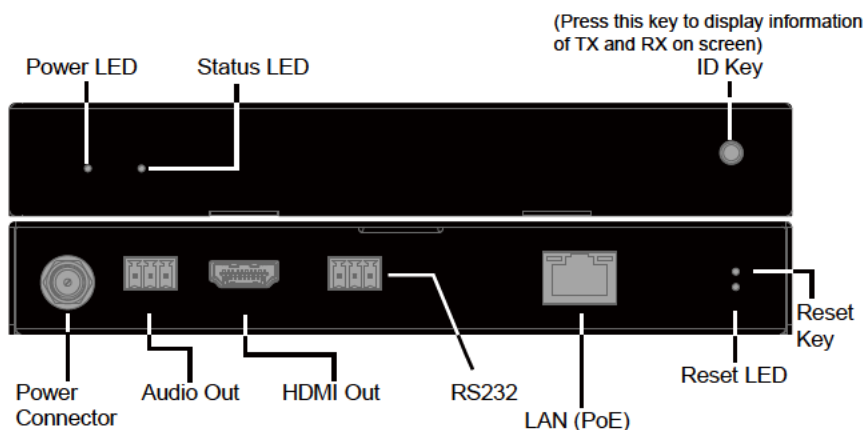 (Press this key to display information
of TX and RX on screen)
Power LED
Status LED
ID Key
Reset
Key
Reset LED
Power
Connector
Audio Out
HDMI Out
RS232
LAN (PoE)